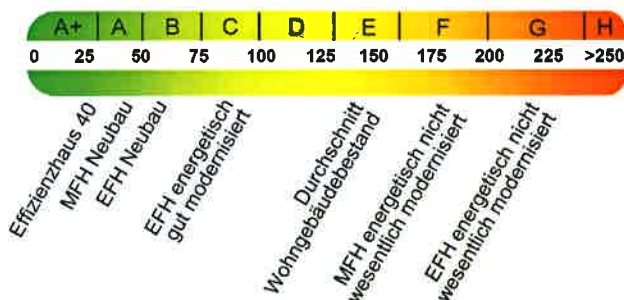 A+ A B C D E F G H
0 25 50 75 100 125 150 175 200 225 >250
Effizienzhaus 40
MFH Neubau
EFH Neubau
EFH energetisch
gut modernisiert
Durchschnitt
Wohngebäudebestand
MFH energetisch nicht
wesentlich modernisiert
EFH energetisch nicht
wesentlich modernisiert